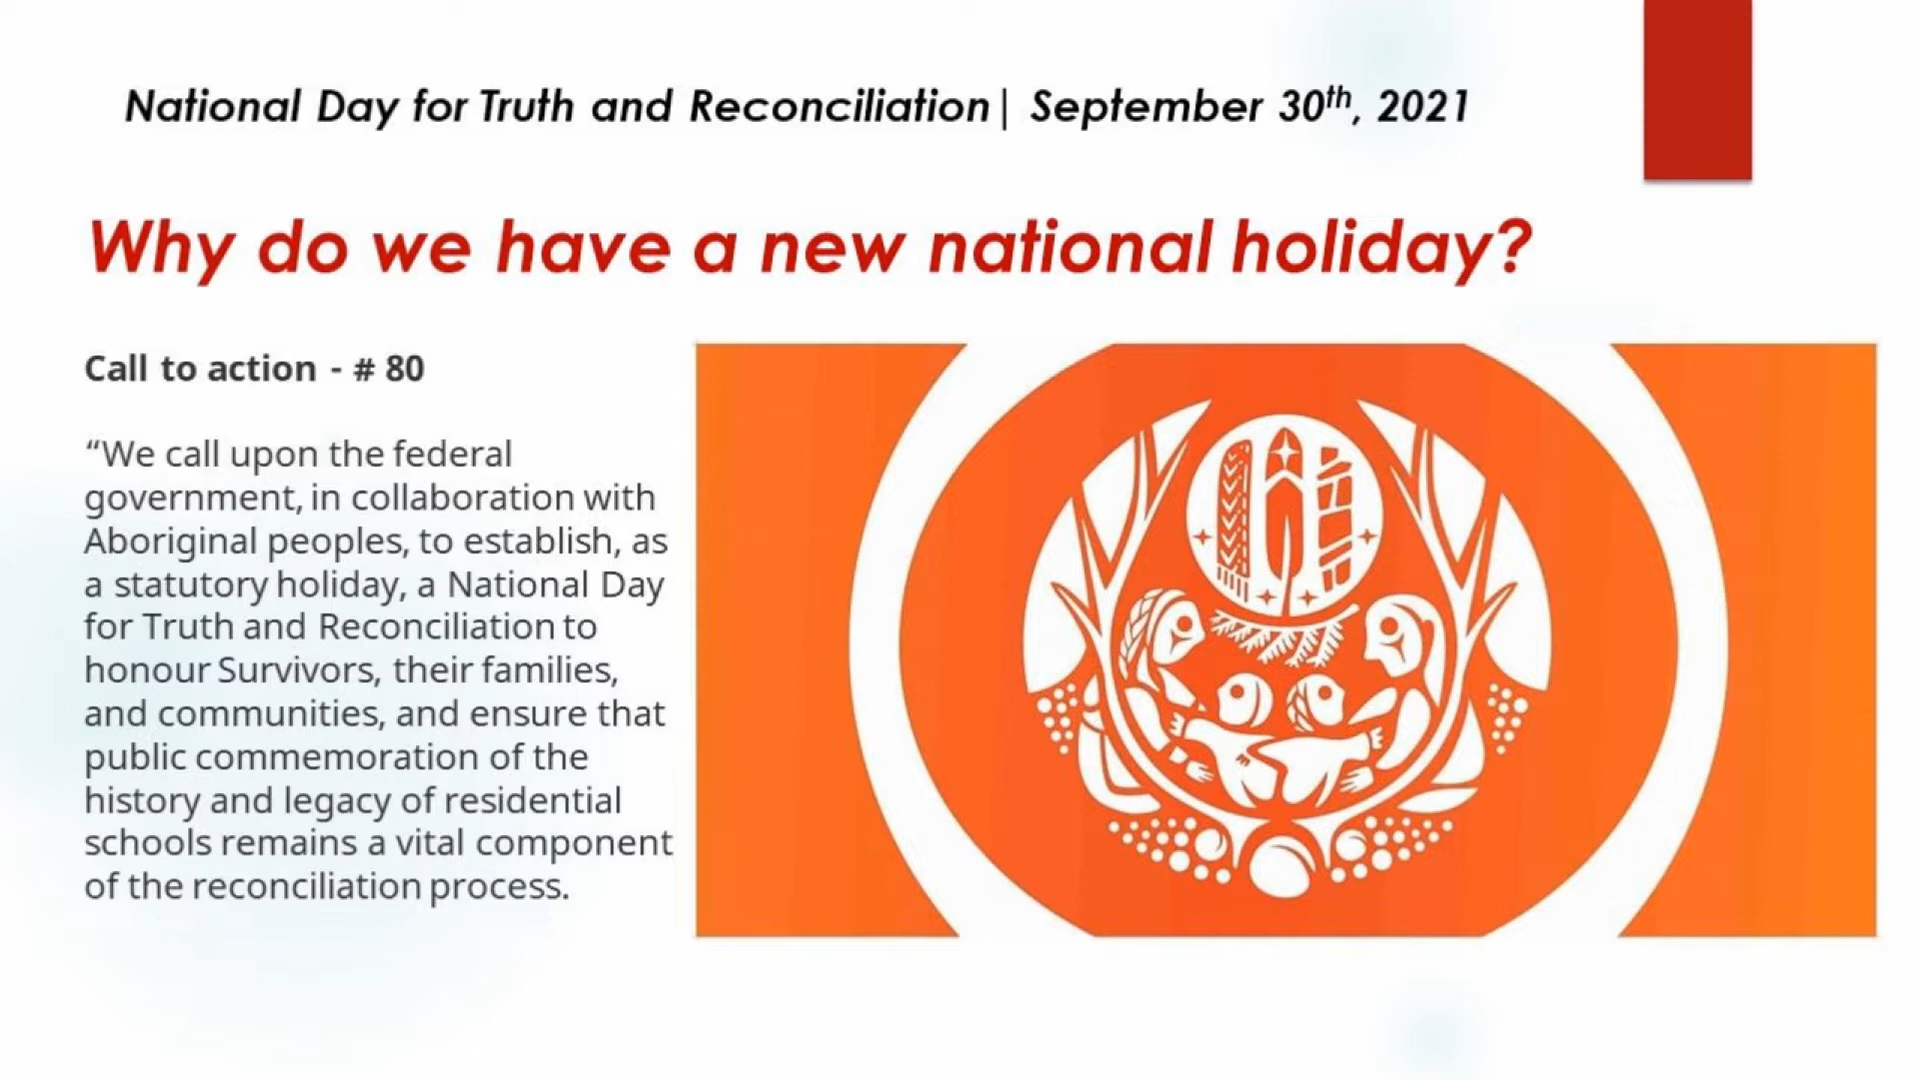 National Day for Truth and Reconciliation| September 30th, 2021
Why do we have a new national holiday?
Call to action - # 80
“We call upon the federal
government, in collaboration with
Aboriginal peoples, to establish, as
a statutory holiday, a National Day
for Truth and Reconciliation to
honour Survivors, their families,
and communities, and ensure that
public commemoration of the
history and legacy of residential
schools remains a vital component
of the reconciliation process.